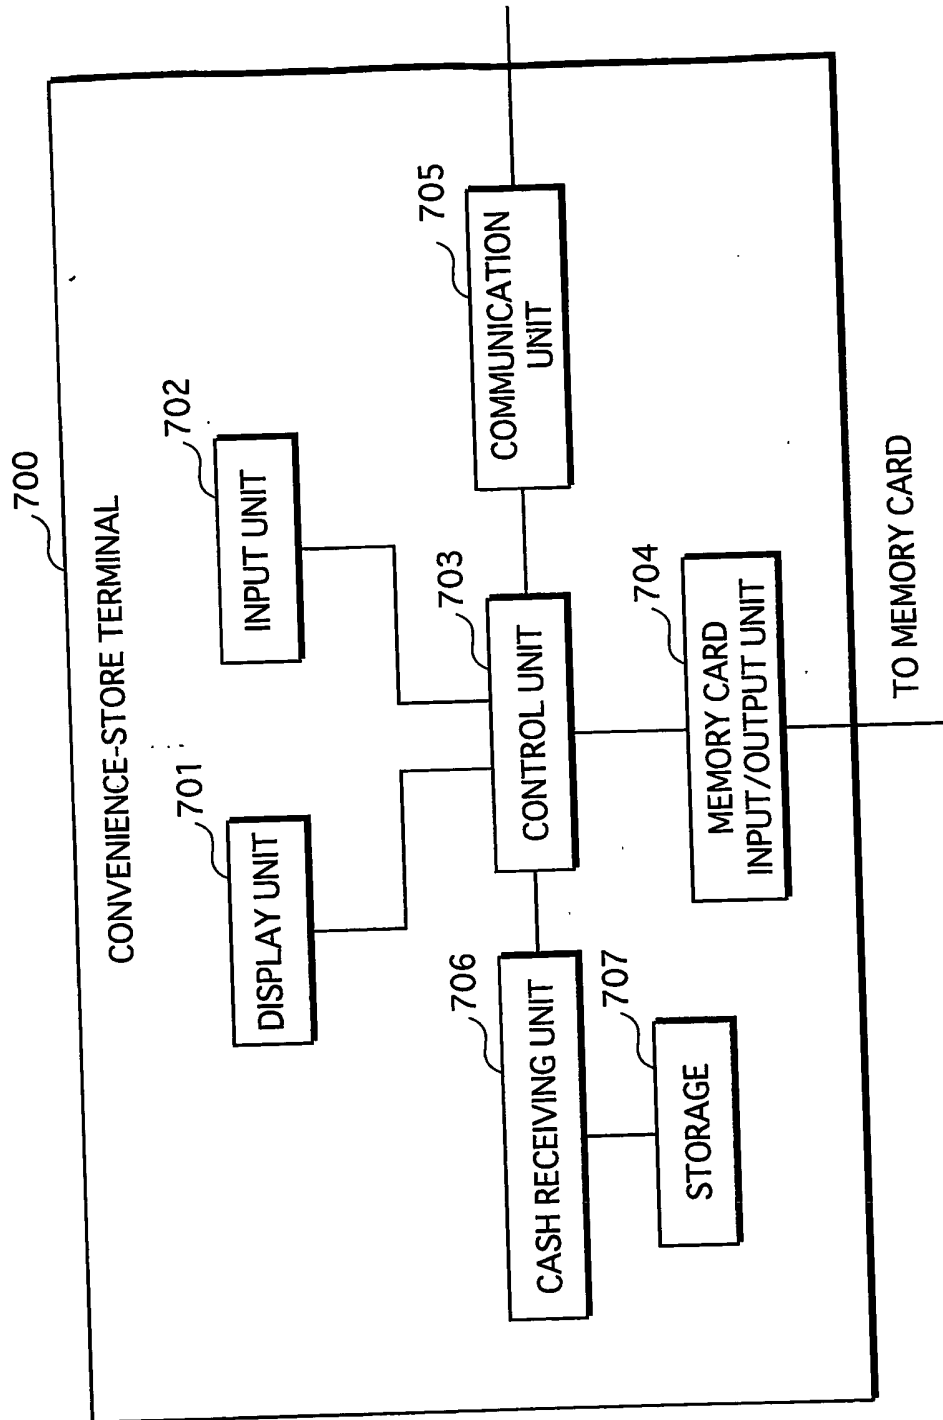 700
CONVENIENCE-STORE TERMINAL
701
DISPLAY UNIT
702
INPUT UNIT
706
CASH RECEIVING UNIT
703
CONTROL UNIT
705
COMMUNICATION
UNIT
707
STORAGE
704
MEMORY CARD
INPUT/OUTPUT UNIT
TO MEMORY CARD